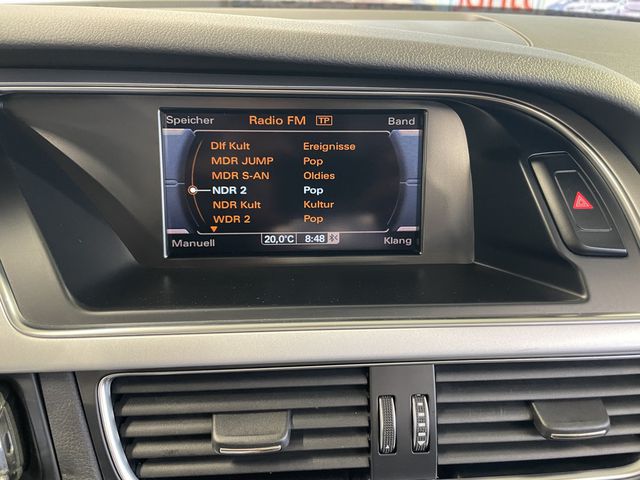 Speicher Radio FM TP Band
Dlf Kult Ereignisse
MDR JUMP Pop
MDR S-AN Oldies
NDR 2 Pop
NDR Kult Kultur
WDR 2 Pop
Manuell 20,0°C 8:48 Klang